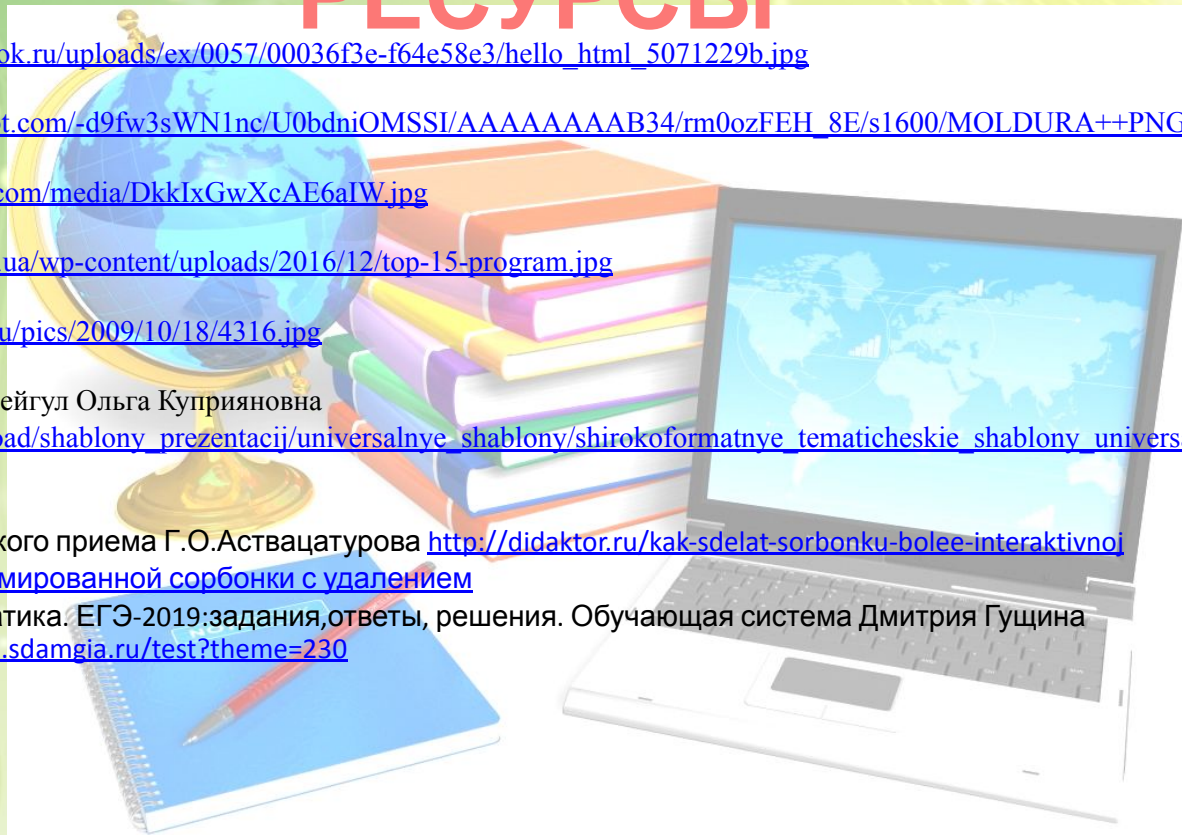 РЕСУРСЫ
ok.ru/uploads/ex/0057/00036f3e-f64e58e3/hello_html_5071229b.jpg
ot.com/-d9fw3sWN1nc/U0bdniOMSSI/AAAAAAAAB34/rm0ozFEH_8E/s1600/MOLDURA++PNG
com/media/DkkIxGwXcAE6aIW.jpg
ua/wp-content/uploads/2016/12/top-15-program.jpg
u/pics/2009/10/18/4316.jpg
ейгул Ольга Куприяновна
oad/shablony_prezentacij/universalnye_shablony/shirokoformatnye_tematicheskie_shablony_univers
кого приема Г.О.Аствацатурова http://didaktor.ru/kak-sdelat-sorbonku-bolee-interaktivnoj
мированной сорбонки с удалением
атика. ЕГЭ-2019:задания,ответы, решения. Обучающая система Дмитрия Гущина
.sdamgia.ru/test?theme=230